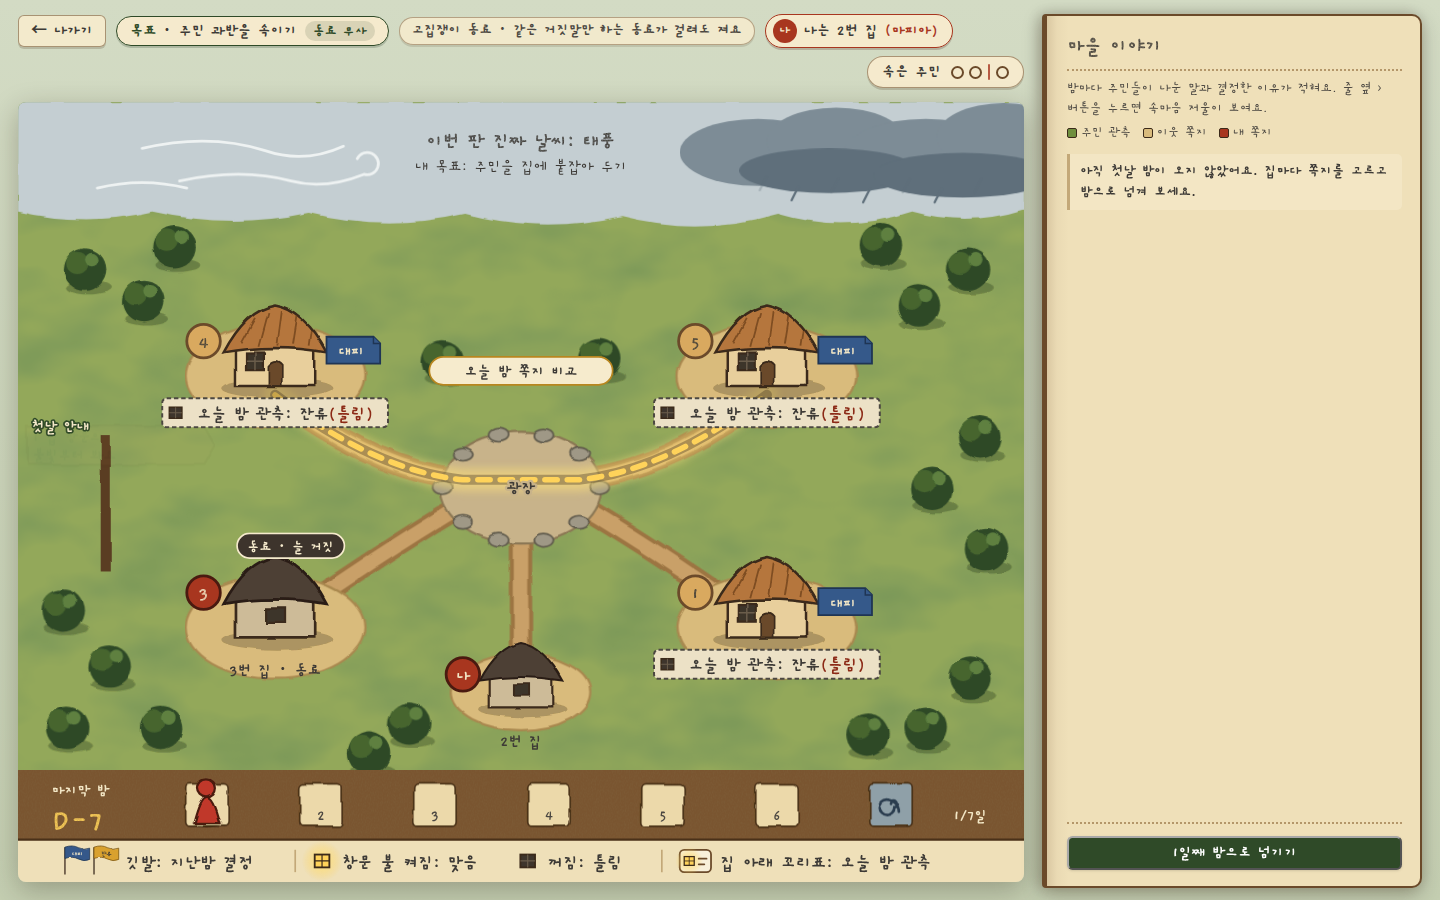 ← 나가기
목표 · 주민 과반을 속이기 동료 무사
고집쟁이 동료 · 같은 거짓말만 하는 동료가 걸려도 져요
나 나는 2번 집 (마피아)
속은 주민
이번 판 진짜 날씨: 태풍
내 목표: 주민을 집에 붙잡아 두기
4
대피
5
대피
오늘 밤 쪽지 비교
오늘 밤 관측: 잔류(틀림)
오늘 밤 관측: 잔류(틀림)
첫날 안내
광장
동료 · 늘 거짓
3
1
대피
3번 집 · 동료
오늘 밤 관측: 잔류(틀림)
나
2번 집
마지막 밤
D-7
2
3
4
5
6
1/7일
대피
깃발: 지난밤 결정
창문 불 켜짐: 맞음
꺼짐: 틀림
집 아래 꼬리표: 오늘 밤 관측
마을 이야기
밤마다 주민들이 나눈 말과 결정한 이유가 적혀요. 줄 옆 >
버튼을 누르면 속마음 저울이 보여요.
주민 관측 이웃 쪽지 내 쪽지
아직 첫날 밤이 오지 않았어요. 집마다 쪽지를 고르고
밤으로 넘겨 보세요.
1일째 밤으로 넘기기